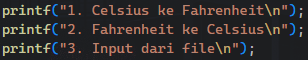 printf("1. Celsius ke Fahrenheit\n");
printf("2. Fahrenheit ke Celsius\n");
printf("3. Input dari file\n");